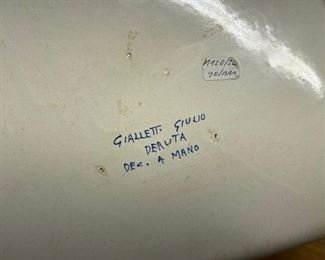 GIALLETTI GIULIO
DERUTA
DEC. A MANO